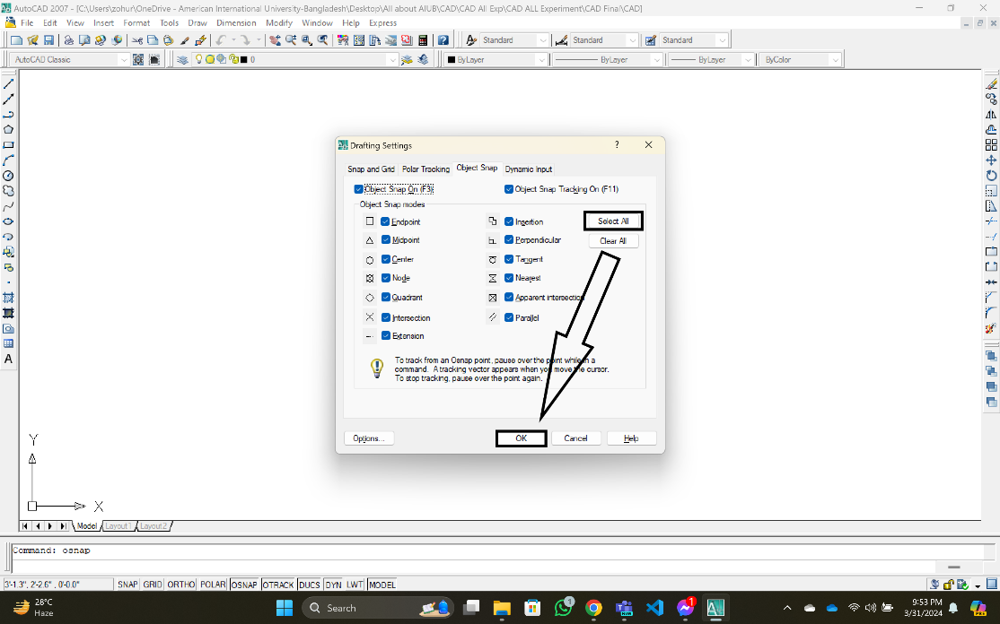 AutoCAD 2007 - [C:\Users\zohur\OneDrive - American International University-Bangladesh\Desktop\All about AIUB\CAD\CAD All Exp\CAD ALL Experiment\CAD Final\CAD]
File Edit View Insert Format Tools Draw Dimension Modify Window Help Express
Standard Standard Standard
AutoCAD Classic 0 ByLayer ByLayer ByLayer ByColor
Drafting Settings ?
Snap and Grid Polar Tracking Object Snap Dynamic Input
Object Snap On (F3) Object Snap Tracking On (F11)
Object Snap modes
Endpoint Insertion Select All
Midpoint Perpendicular Clear All
Center Tangent
Node Nearest
Quadrant Apparent intersection
Intersection Parallel
Extension
To track from an Osnap point, pause over the point while in a
command. A tracking vector appears when you move the cursor.
To stop tracking, pause over the point again.
Options... OK Cancel Help
A
Y
X
Model Layout1 Layout2
Command: osnap
3'-1.3", 2'-2.6" , 0'-0.0" SNAP GRID ORTHO POLAR OSNAP OTRACK DUCS DYN LWT MODEL
28°C
Haze
Search
1
1
9:53 PM
3/31/2024